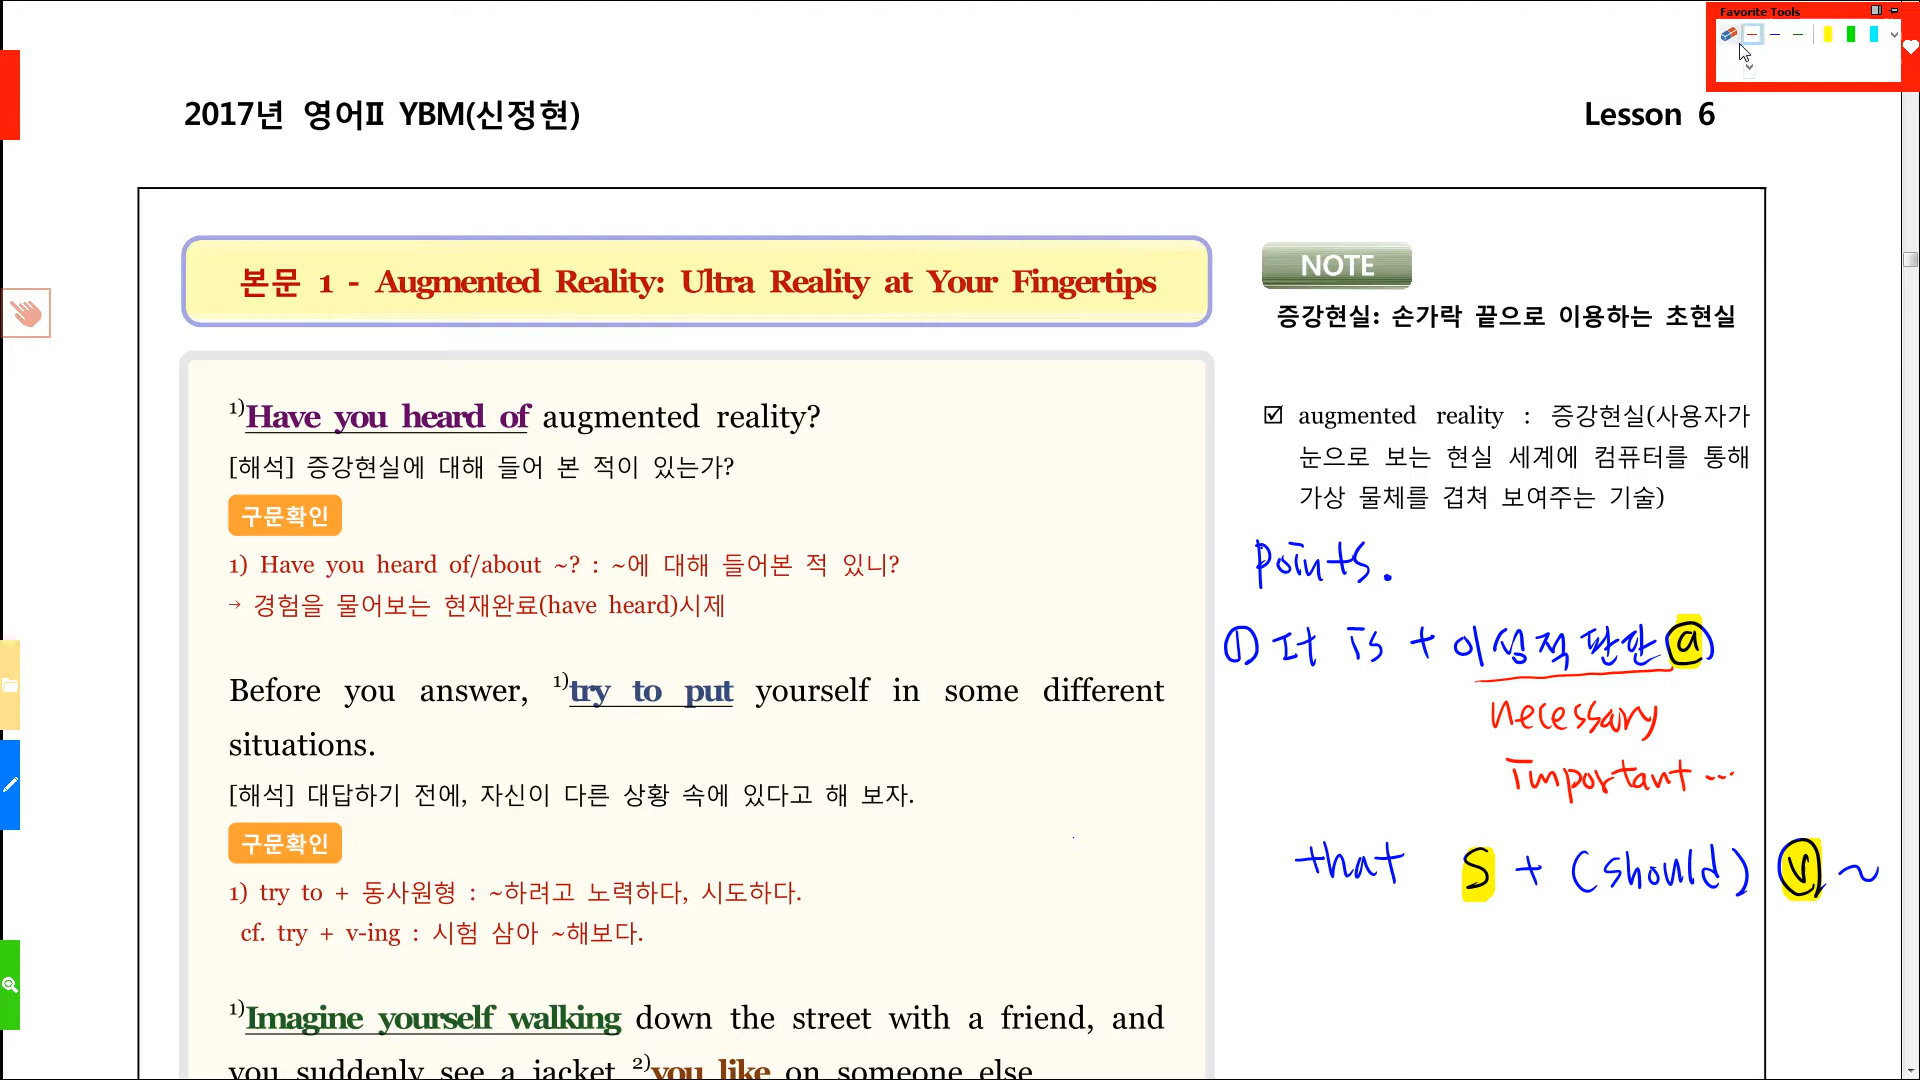 Favorite Tools
2017년 영어Ⅱ YBM(신정현)
Lesson 6
본문 1 - Augmented Reality: Ultra Reality at Your Fingertips
1)Have you heard of augmented reality?
[해석] 증강현실에 대해 들어 본 적이 있는가?
구문확인
1) Have you heard of/about ~? : ~에 대해 들어본 적 있니?
→ 경험을 물어보는 현재완료(have heard)시제
Before you answer, 1)try to put yourself in some different
situations.
[해석] 대답하기 전에, 자신이 다른 상황 속에 있다고 해 보자.
구문확인
1) try to + 동사원형 : ~하려고 노력하다, 시도하다.
cf. try + v-ing : 시험 삼아 ~해보다.
1)Imagine yourself walking down the street with a friend, and
you suddenly see a jacket 2)you like on someone else.
NOTE
증강현실: 손가락 끝으로 이용하는 초현실
☑ augmented reality : 증강현실(사용자가
눈으로 보는 현실 세계에 컴퓨터를 통해
가상 물체를 겹쳐 보여주는 기술)
points.
① It is + 이성적판단ⓐ)
necessary
important ...
that S + (should) ⓥ ~